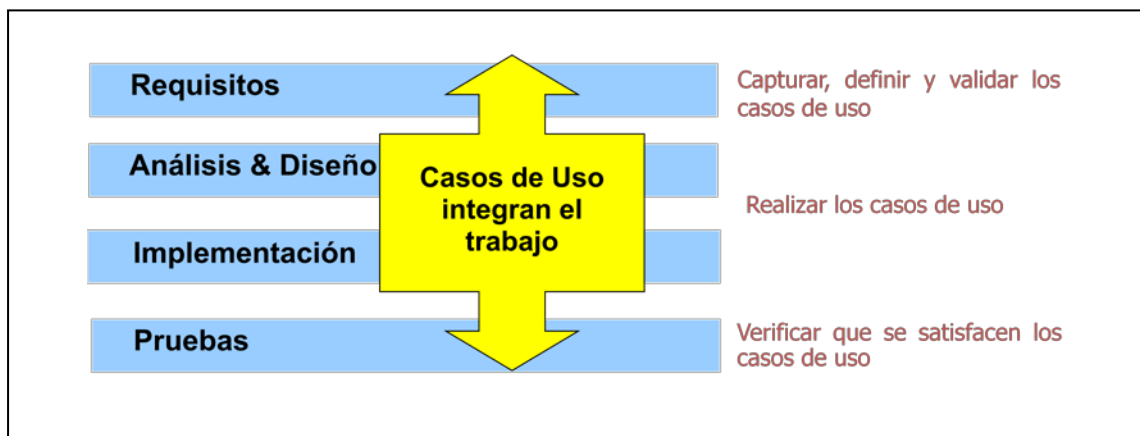 Requisitos
Capturar, definir y validar los
casos de uso
Análisis & Diseño
Casos de Uso
integran el
trabajo
Realizar los casos de uso
Implementación
Pruebas
Verificar que se satisfacen los
casos de uso